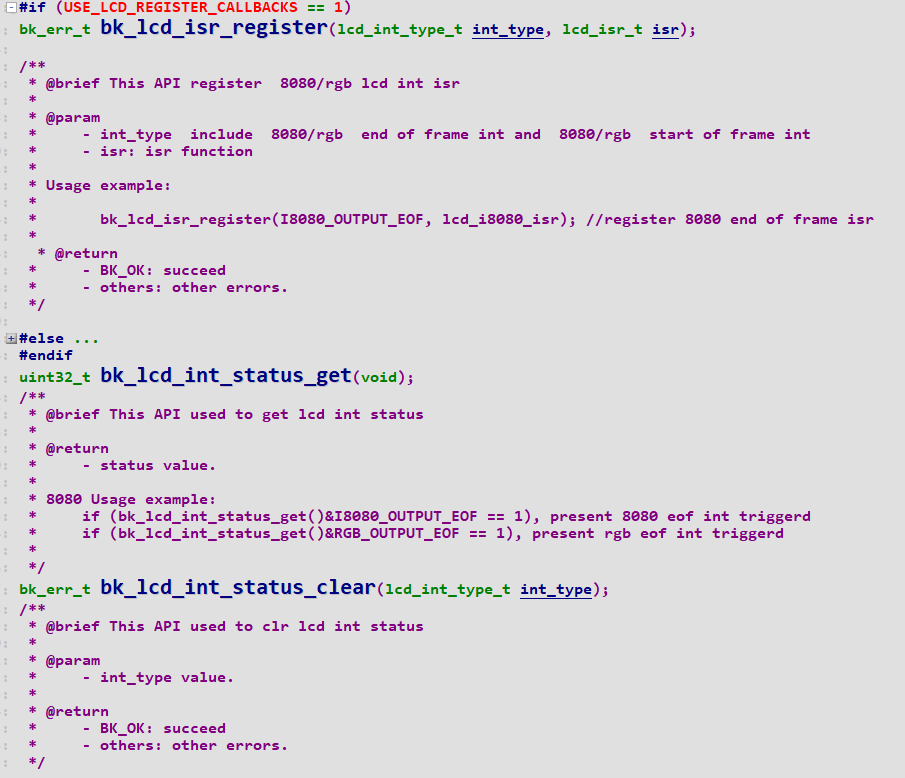 #if (USE_LCD_REGISTER_CALLBACKS == 1)
bk_err_t bk_lcd_isr_register(lcd_int_type_t int_type, lcd_isr_t isr);
/**
 * @brief This API register  8080/rgb lcd int isr
 *
 * @param
 *     - int_type  include  8080/rgb  end of frame int and  8080/rgb  start of frame int
 *     - isr: isr function
 *
 * Usage example:
 *
 *       bk_lcd_isr_register(I8080_OUTPUT_EOF, lcd_i8080_isr); //register 8080 end of frame isr
 *
  * @return
 *     - BK_OK: succeed
 *     - others: other errors.
 */
#else ...
#endif
uint32_t bk_lcd_int_status_get(void);
/**
 * @brief This API used to get lcd int status
 *
 * @return
 *     - status value.
 *
 * 8080 Usage example:
 *     if (bk_lcd_int_status_get()&I8080_OUTPUT_EOF == 1), present 8080 eof int triggerd
 *     if (bk_lcd_int_status_get()&RGB_OUTPUT_EOF == 1), present rgb eof int triggerd
 *
 */
bk_err_t bk_lcd_int_status_clear(lcd_int_type_t int_type);
/**
 * @brief This API used to clr lcd int status
 *
 * @param
 *     - int_type value.
 *
 * @return
 *     - BK_OK: succeed
 *     - others: other errors.
 */